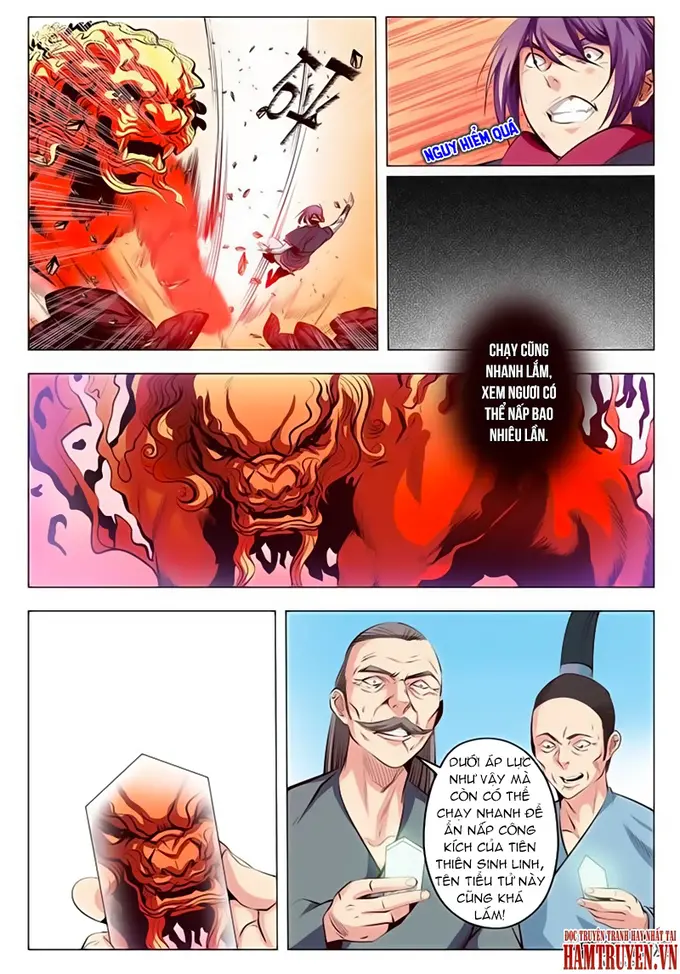 NGUY HIỂM QUÁ
CHẠY CŨNG
NHANH LẮM,
XEM NGƯƠI CÓ
THỂ NẤP BAO
NHIÊU LẦN.
DƯỚI ÁP LỰC
NHƯ VẬY MÀ
CÒN CÓ THỂ
CHẠY NHANH ĐỂ
ẨN NẤP CÔNG
KÍCH CỦA TIÊN
THIÊN SINH LINH,
TÊN TIỂU TỬ NÀY
CŨNG KHÁ
LẮM!
ĐỌC TRUYỆN TRANH HAY NHẤT TẠI
HAMTRUYEN.VN